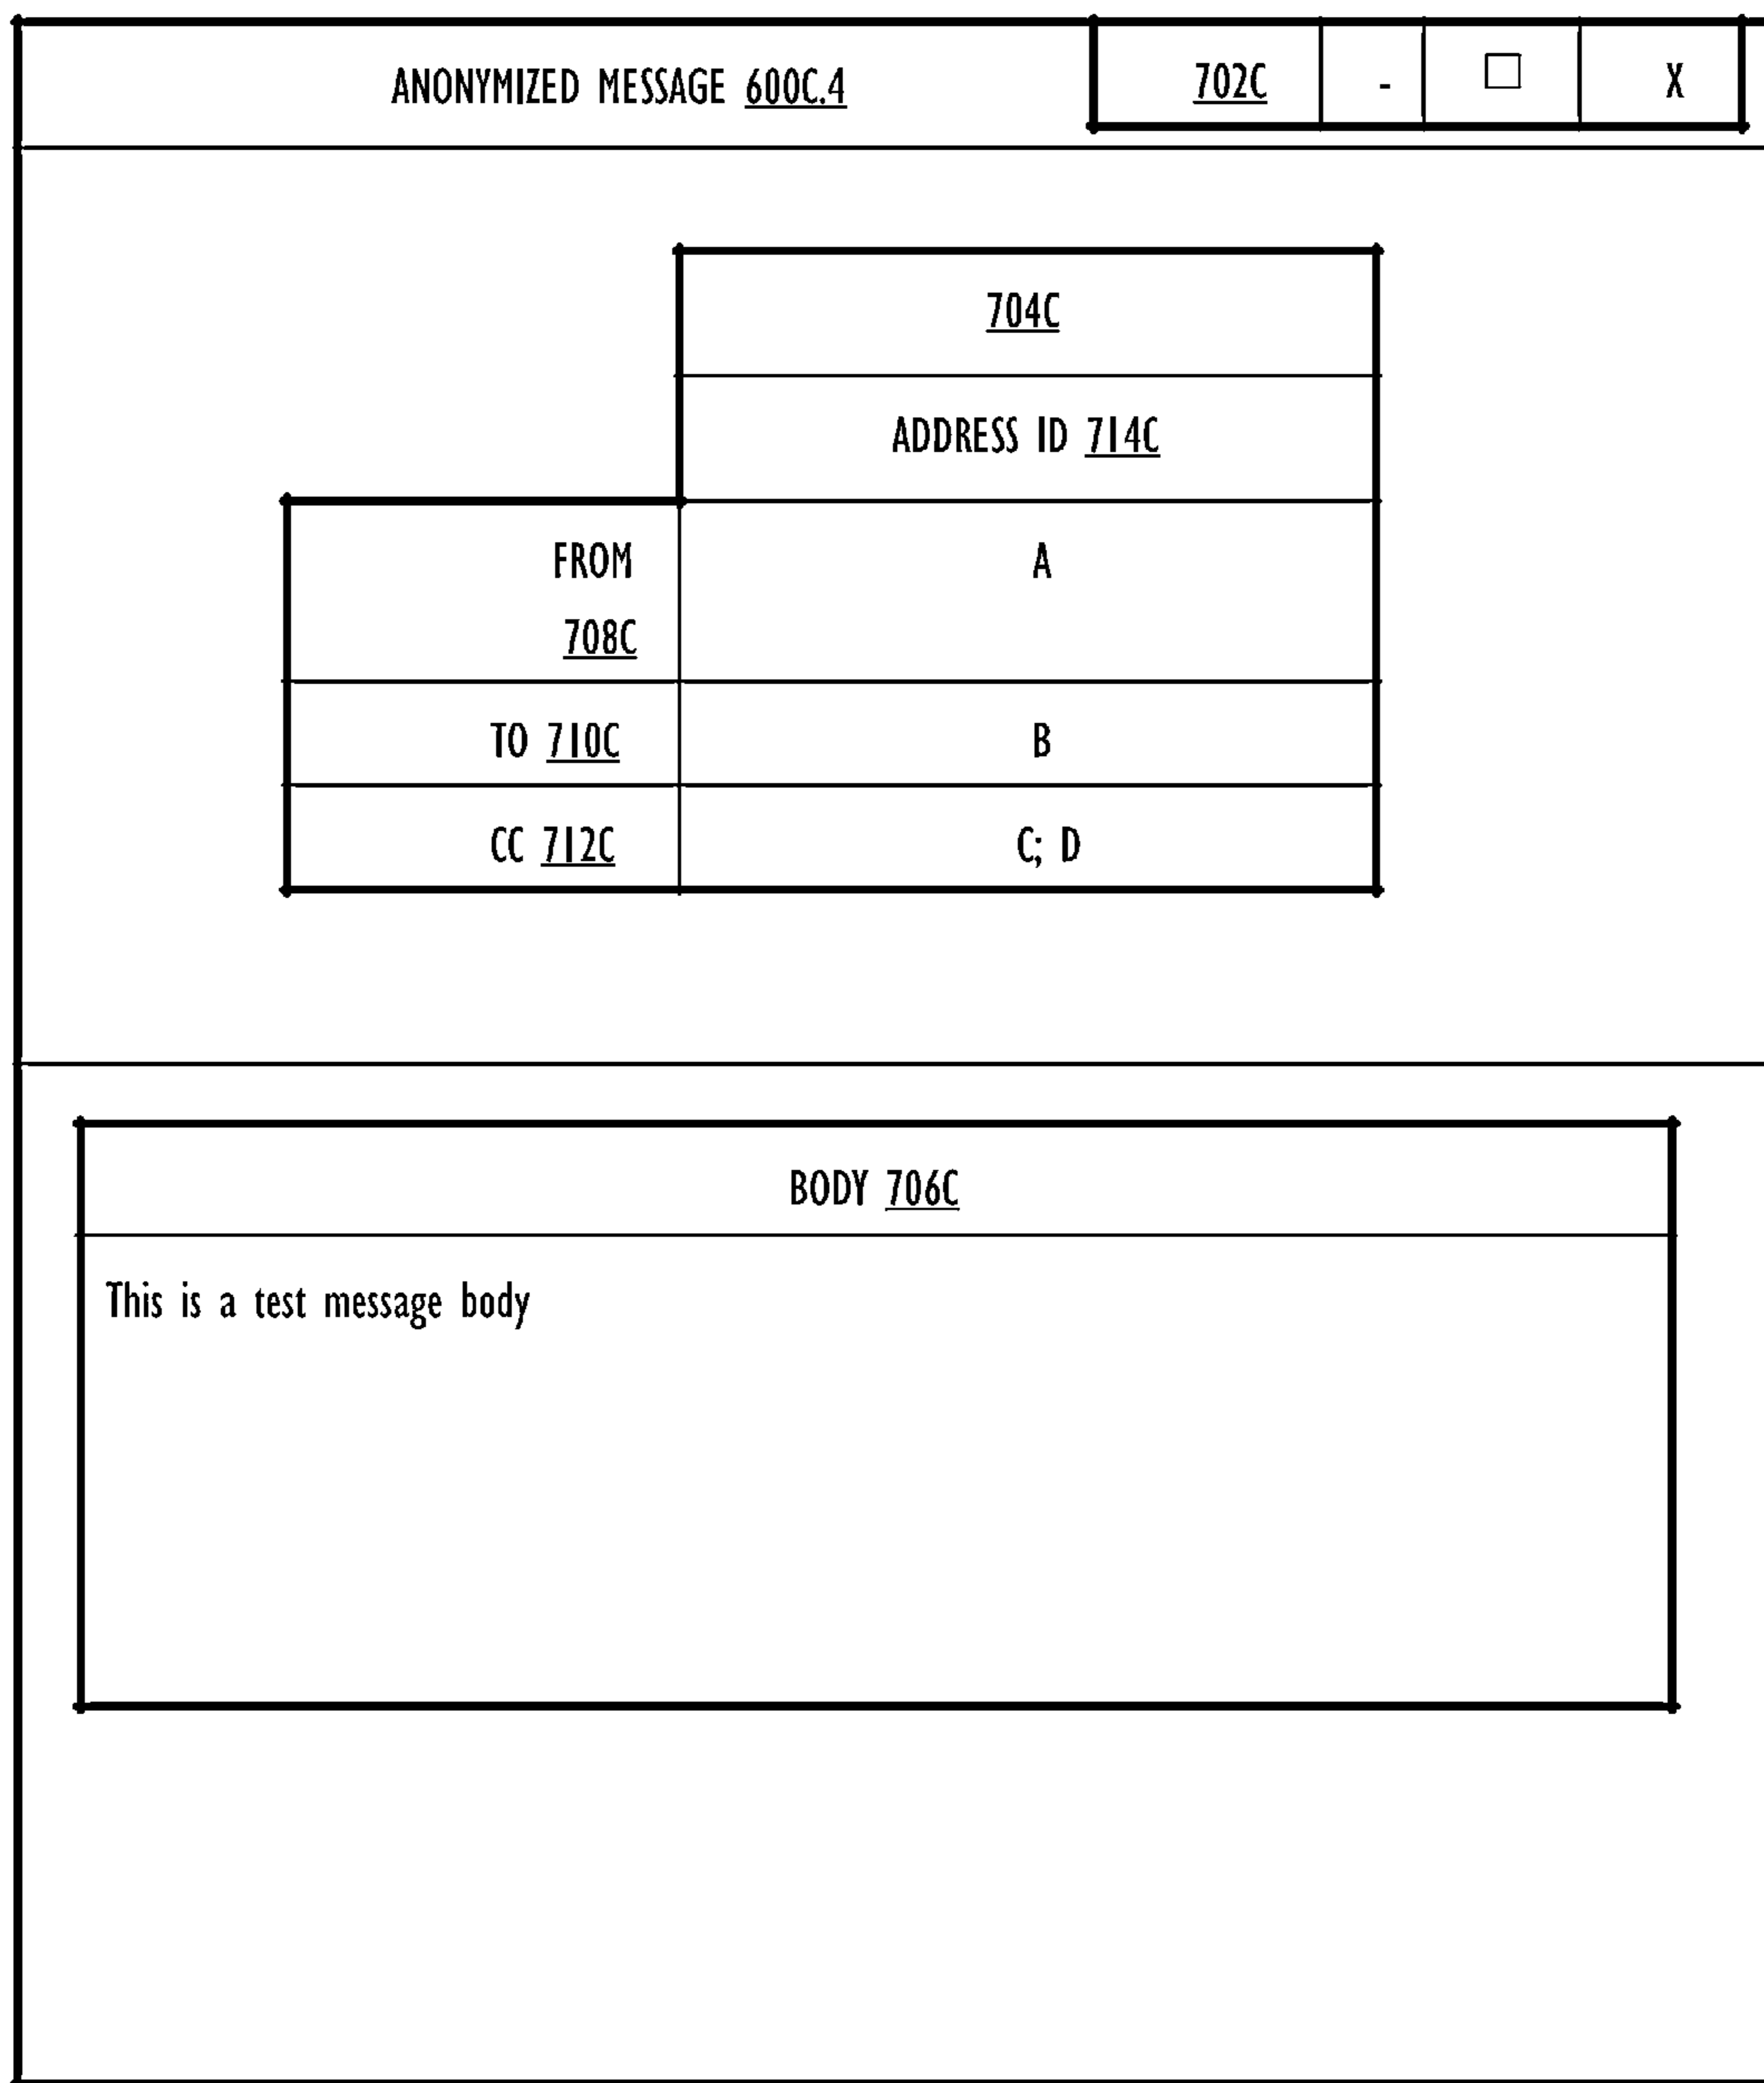 ANONYMIZED MESSAGE 600C.4 702C - □ X
704C
ADDRESS ID 714C
FROM A
708C
TO 710C B
CC 712C C; D
BODY 706C
This is a test message body